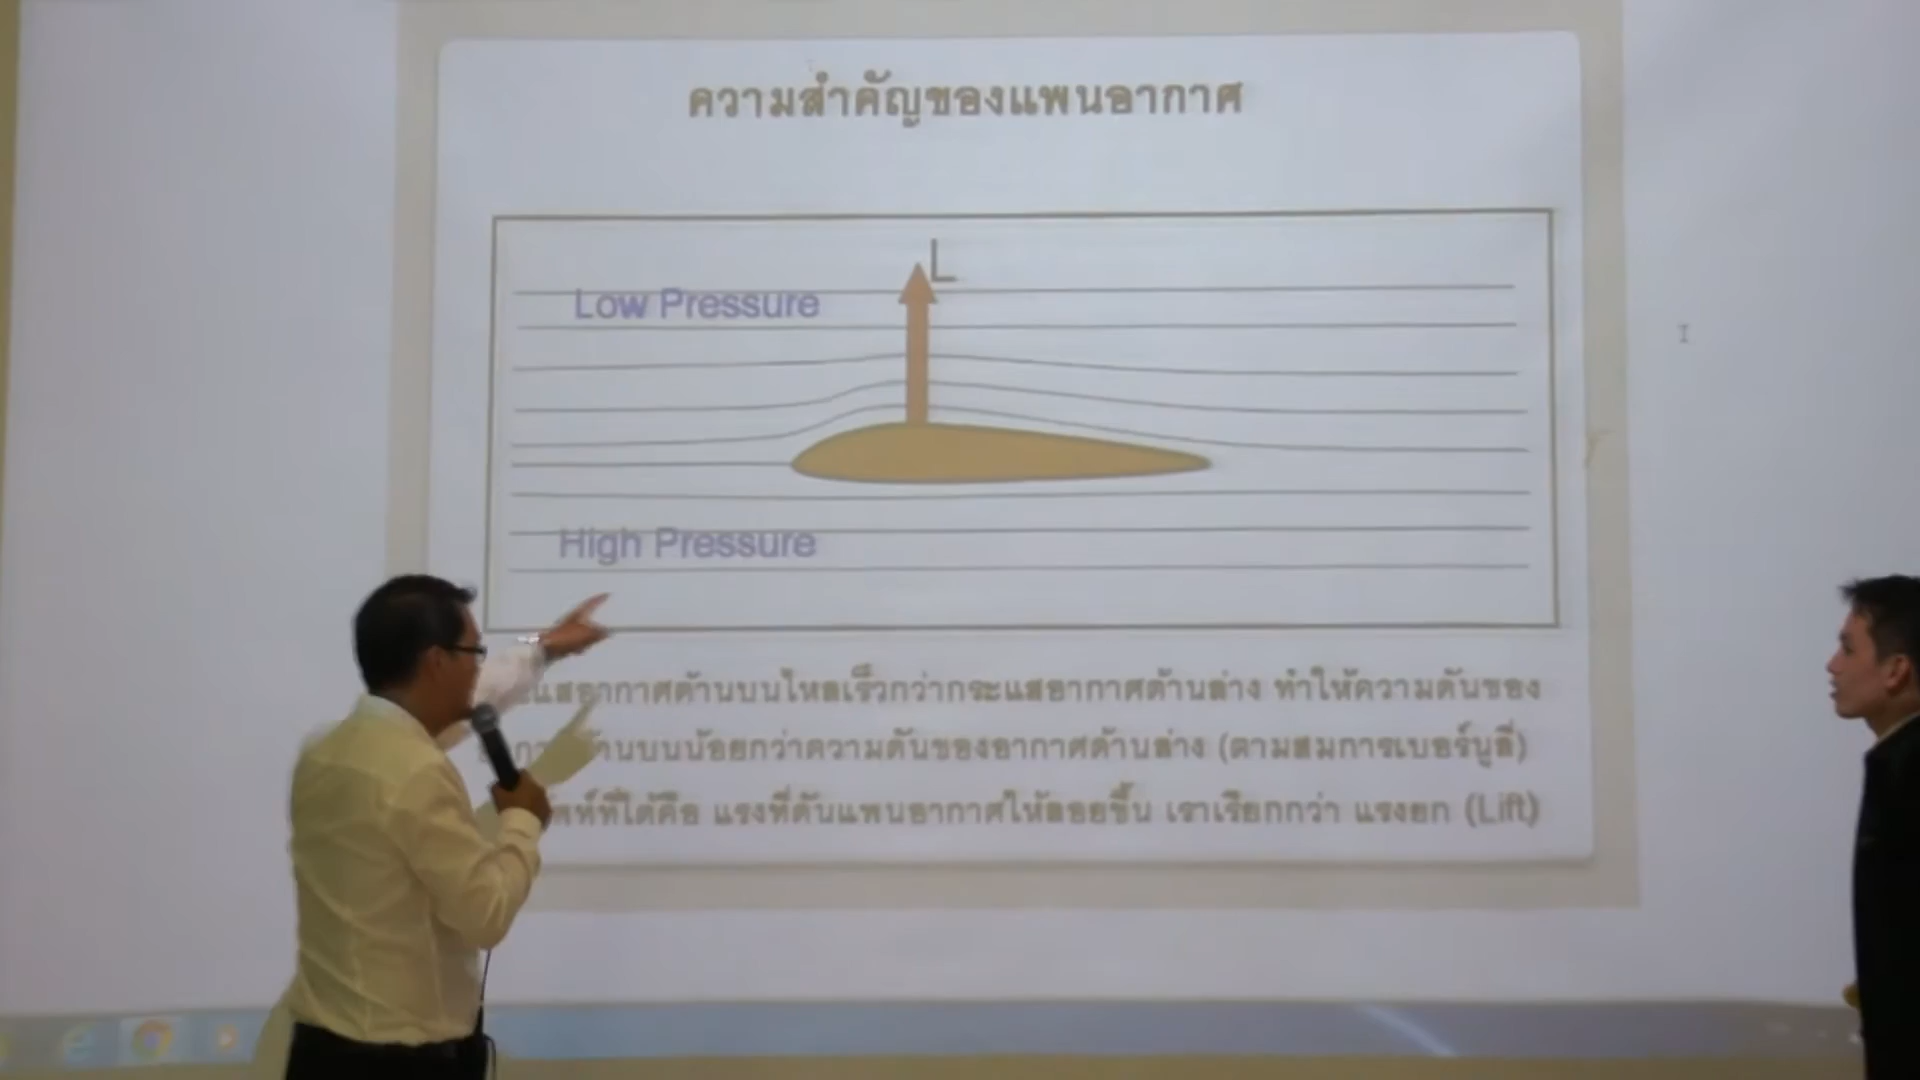 ความสำคัญของแพนอากาศ
L
Low Pressure
High Pressure
อากาศด้านบนไหลเร็วกว่ากระแสอากาศด้านล่าง ทำให้ความดันของ
ด้านบนน้อยกว่าความดันของอากาศด้านล่าง (ตามสมการเบอร์นูลี่)
ที่ได้คือ แรงที่ดันแพนอากาศให้ลอยขึ้น เราเรียกกว่า แรงยก (Lift)